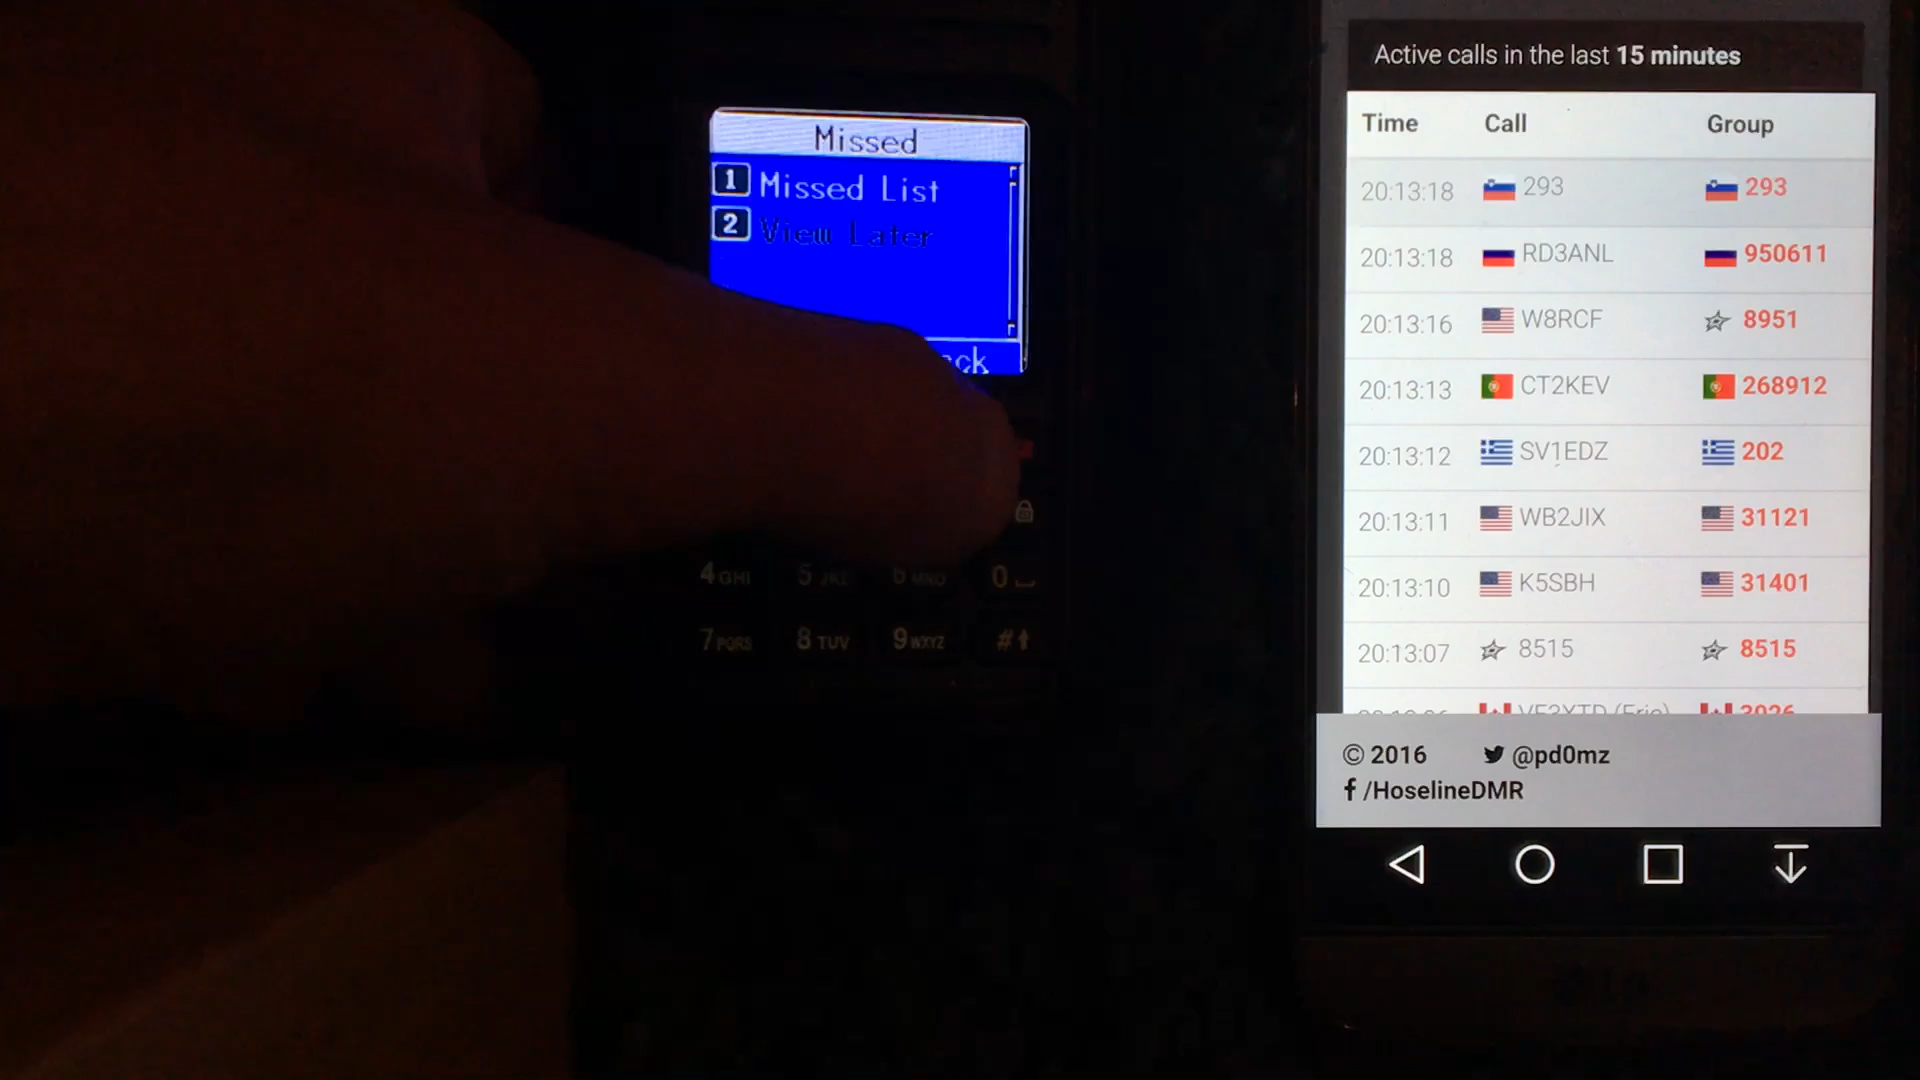 Missed
1 Missed List
2 View Later
ck
4 GHI 5 JKL 6 MNO 0
7 PQRS 8 TUV 9 WXYZ #
Active calls in the last 15 minutes
Time Call Group
20:13:18 293 293
20:13:18 RD3ANL 950611
20:13:16 W8RCF 8951
20:13:13 CT2KEV 268912
20:13:12 SV1EDZ 202
20:13:11 WB2JIX 31121
20:13:10 K5SBH 31401
20:13:07 8515 8515
© 2016 @pd0mz
/HoselineDMR